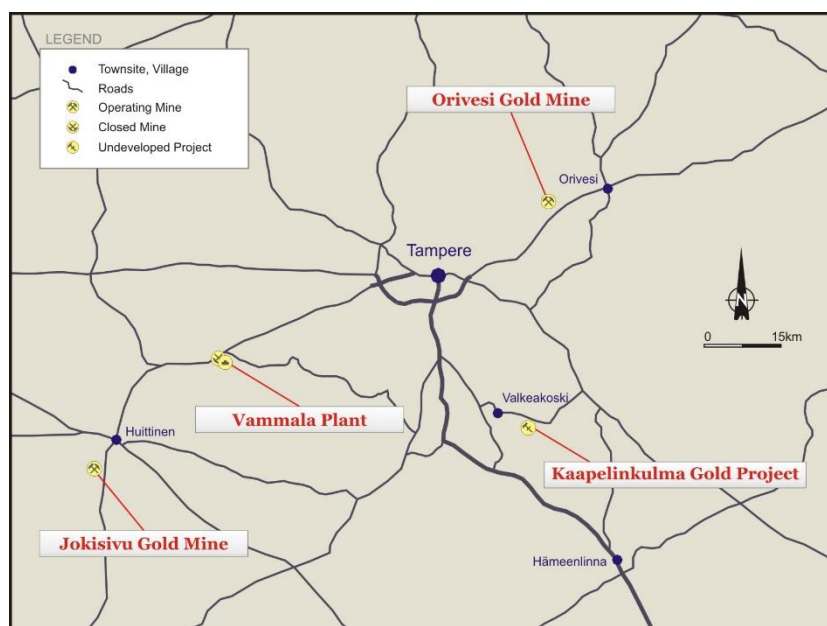 LEGEND
Townsite, Village
Roads
Operating Mine
Closed Mine
Undeveloped Project
Orivesi Gold Mine
Orivesi
Tampere
N
0 15km
Vammala Plant
Valkeakoski
Huittinen
Kaapelinkulma Gold Project
Jokisivu Gold Mine
Hämeenlinna